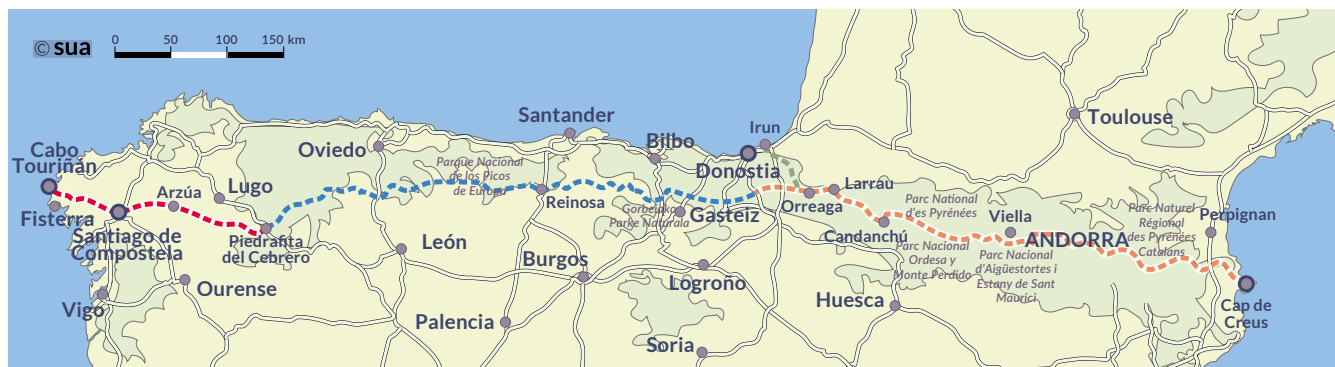 © sua
0 50 100 150 km
Cabo
Touriñán
Fisterra
Santiago de
Compostela
Arzúa
Lugo
Piedrafita
del Cebrero
Vigo
Ourense
Oviedo
León
Palencia
Parque Nacional
de los Picos
de Europa
Santander
Reinosa
Burgos
Bilbo
Gorbeiako
Parke Naturala
Gasteiz
Logroño
Soria
Irun
Donostia
Orreaga
Larrau
Candanchú
Huesca
Parc National
d'es Pyrénées
Parc Nacional
Ordesa y
Monte Perdido
Viella
ANDORRA
Parc Nacional
d'Aigüestortes i
Estany de Sant
Maurici
Toulouse
Parc Naturel
Régional
des Pyrénées
Catalans
Perpignan
Cap de
Creus